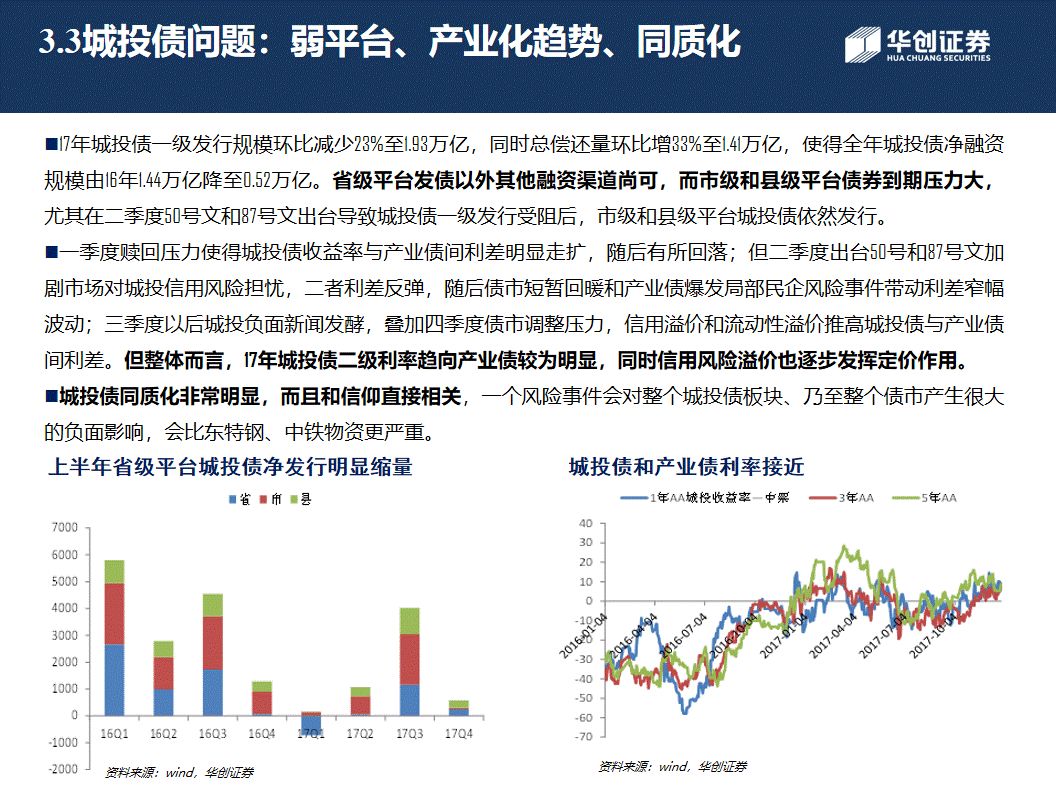 3.3城投债问题：弱平台、产业化趋势、同质化
华创证券
HUA CHUANG SECURITIES
■17年城投债一级发行规模环比减少23%至1.93万亿，同时总偿还量环比增33%至1.41万亿，使得全年城投债净融资
规模由16年1.44万亿降至0.52万亿。省级平台发债以外其他融资渠道尚可，而市级和县级平台债券到期压力大，
尤其在二季度50号文和87号文出台导致城投债一级发行受阻后，市级和县级平台城投债依然发行。
■一季度赎回压力使得城投债收益率与产业债间利差明显走扩，随后有所回落；但二季度出台50号和87号文加
剧市场对城投信用风险担忧，二者利差反弹，随后债市短暂回暖和产业债爆发局部民企风险事件带动利差窄幅
波动；三季度以后城投负面新闻发酵，叠加四季度债市调整压力，信用溢价和流动性溢价推高城投债与产业债
间利差。但整体而言，17年城投债二级利率趋向产业债较为明显，同时信用风险溢价也逐步发挥定价作用。
■城投债同质化非常明显，而且和信仰直接相关，一个风险事件会对整个城投债板块、乃至整个债市产生很大
的负面影响，会比东特钢、中铁物资更严重。
上半年省级平台城投债净发行明显缩量
省 市 县
7000
6000
5000
4000
3000
2000
1000
0
-1000
-2000
16Q1 16Q2 16Q3 16Q4 17Q1 17Q2 17Q3 17Q4
资料来源：wind，华创证券
城投债和产业债利率接近
1年AA城投收益率—中票 3年AA 5年AA
40
30
20
10
0
-10
-20
-30
-40
-50
-60
-70
2016-01-04 2016-04-04 2016-07-04 2016-10-04 2017-01-04 2017-04-04 2017-07-04 2017-10-04
资料来源：wind，华创证券